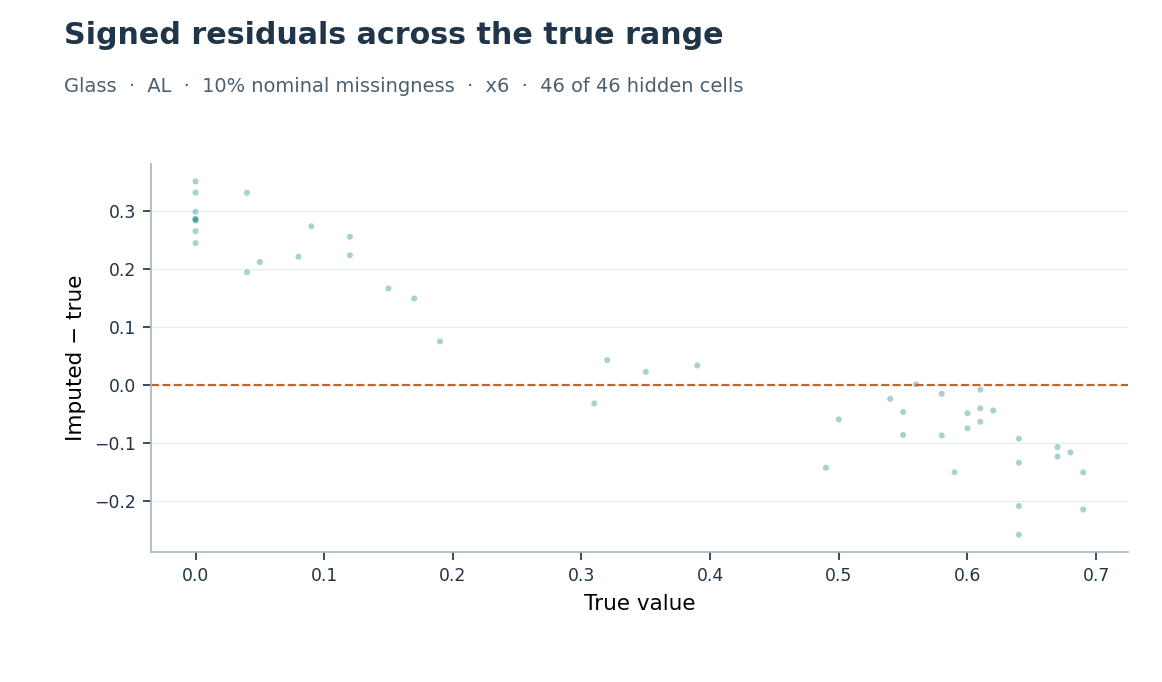 Signed residuals across the true range
Glass · AL · 10% nominal missingness · x6 · 46 of 46 hidden cells
Imputed − true
0.3
0.2
0.1
0.0
−0.1
−0.2
0.0 0.1 0.2 0.3 0.4 0.5 0.6 0.7
True value